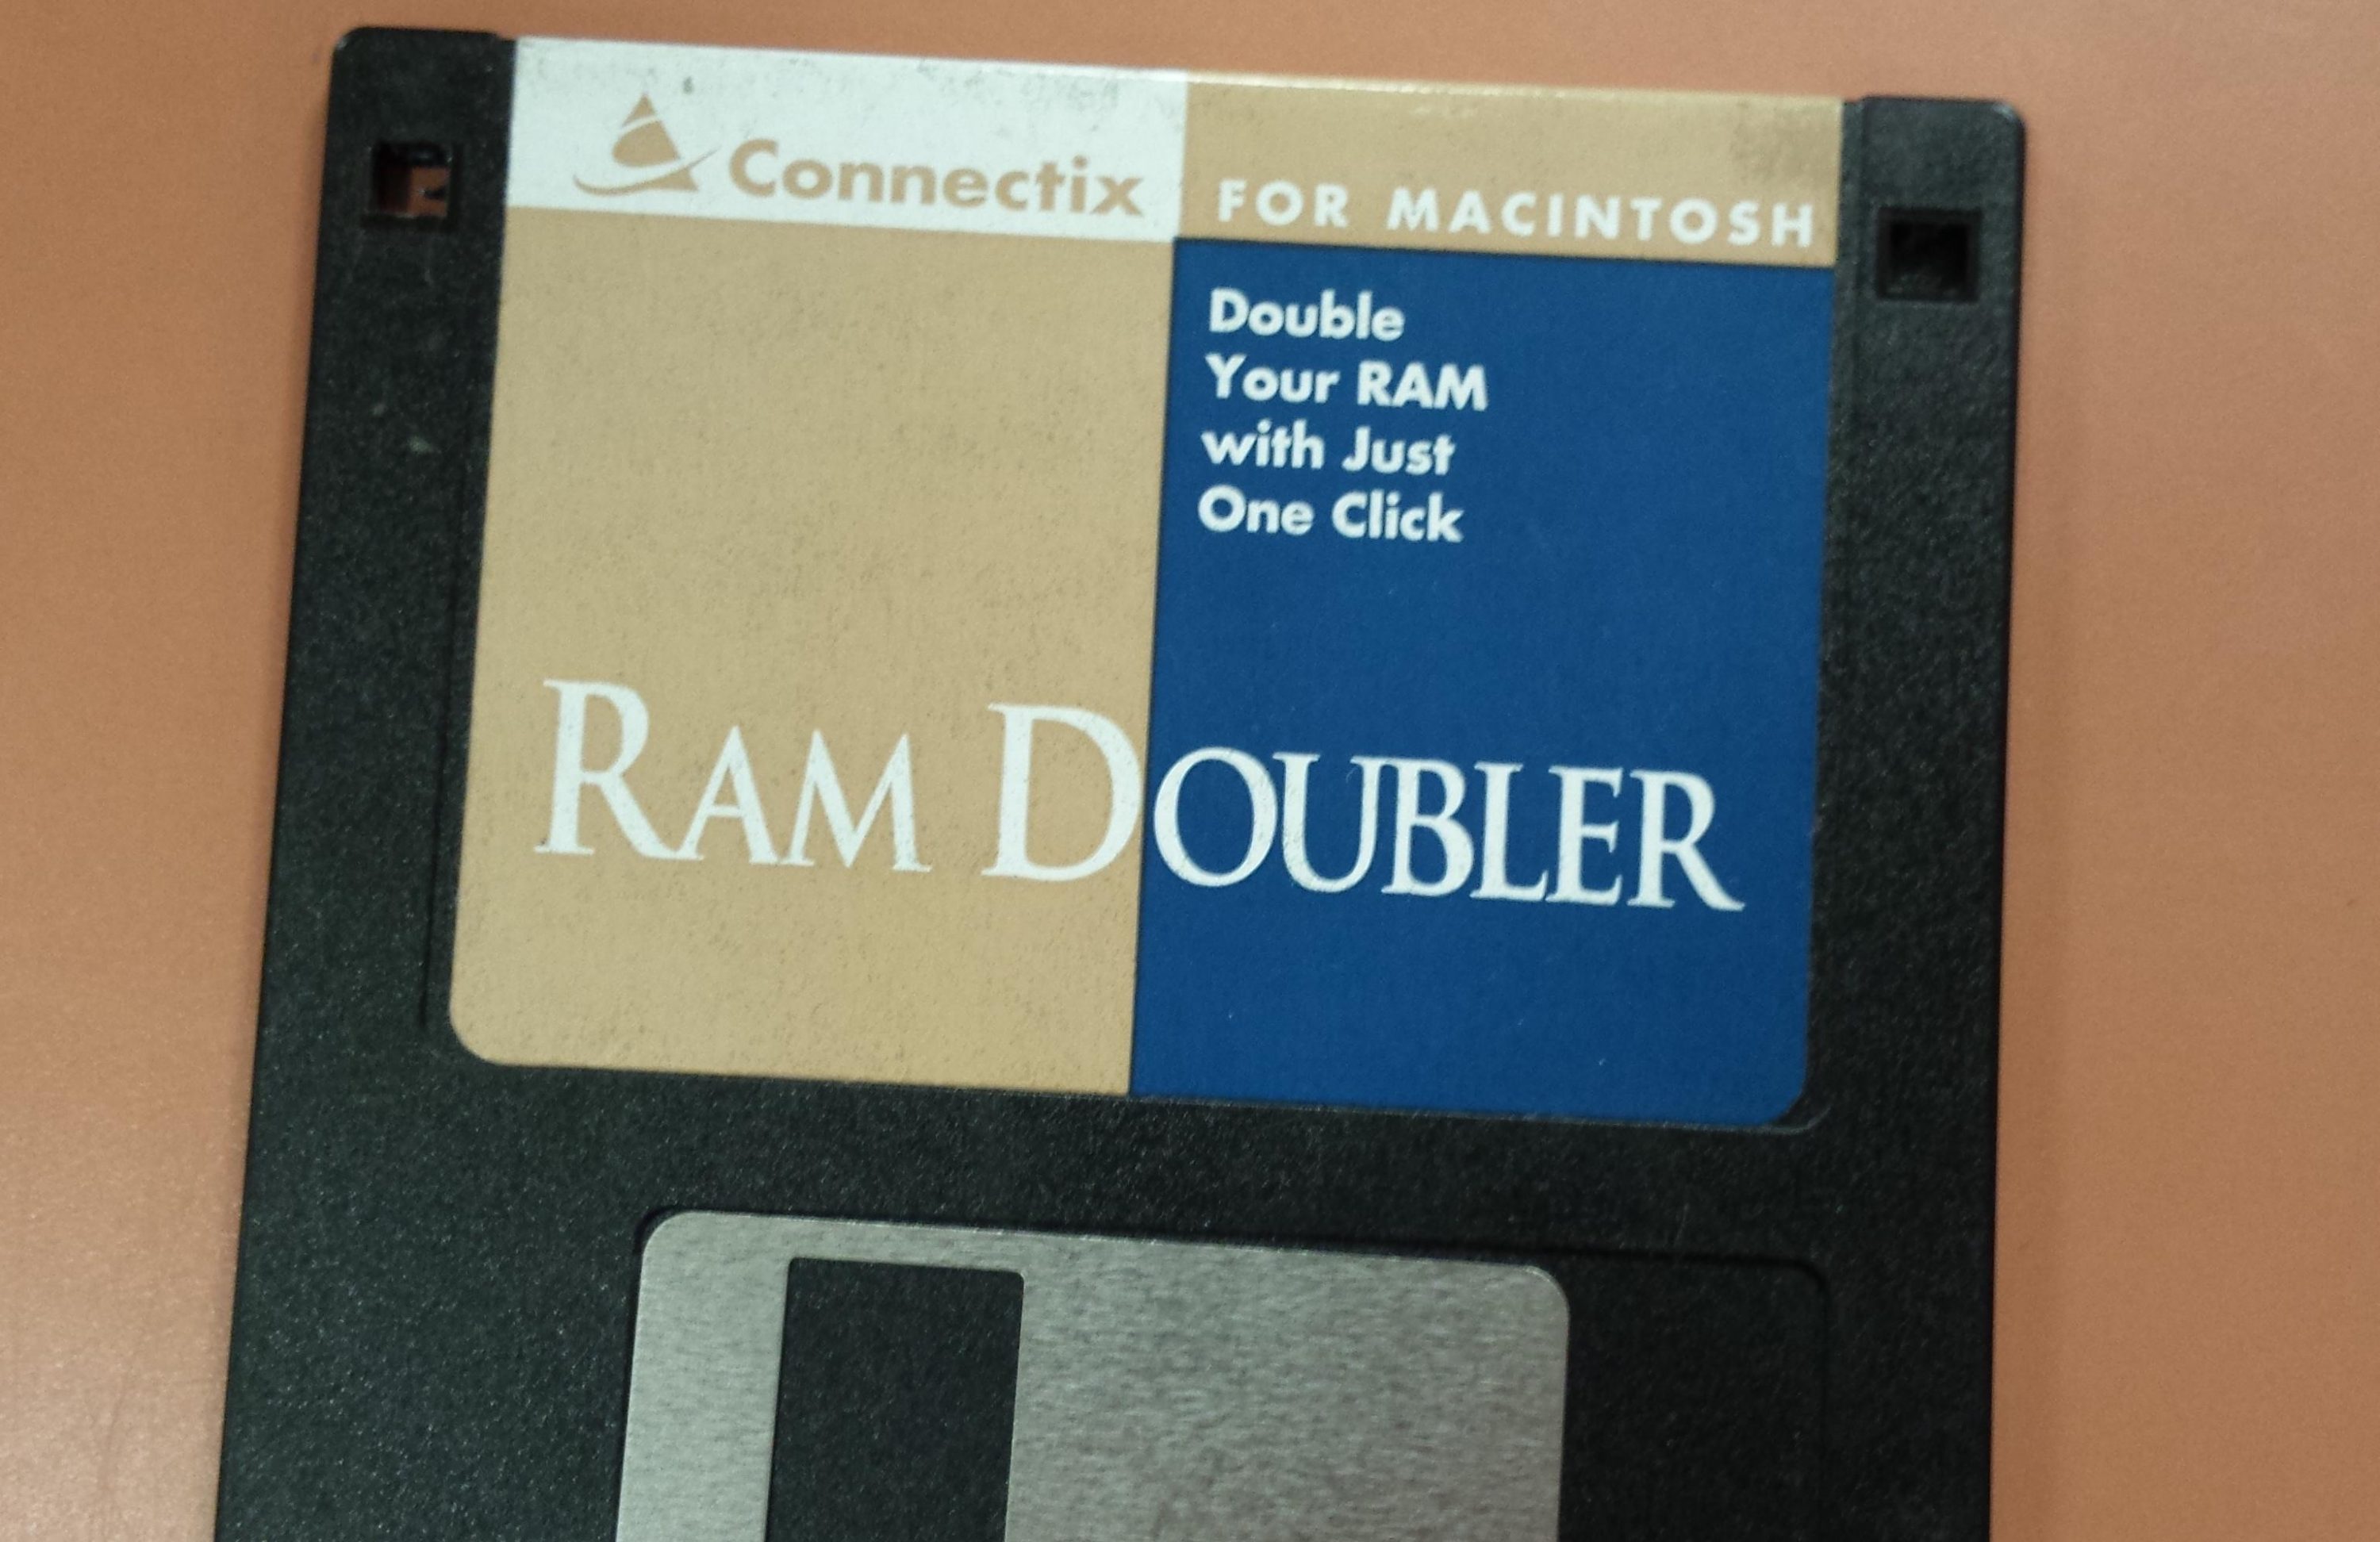 Connectix
FOR MACINTOSH
Double
Your RAM
with Just
One Click
RAM DOUBLER